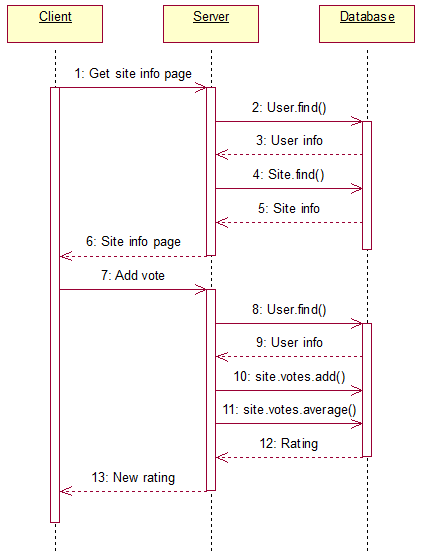 Client
Server
Database
1: Get site info page
2: User.find()
3: User info
4: Site.find()
5: Site info
6: Site info page
7: Add vote
8: User.find()
9: User info
10: site.votes.add()
11: site.votes.average()
12: Rating
13: New rating